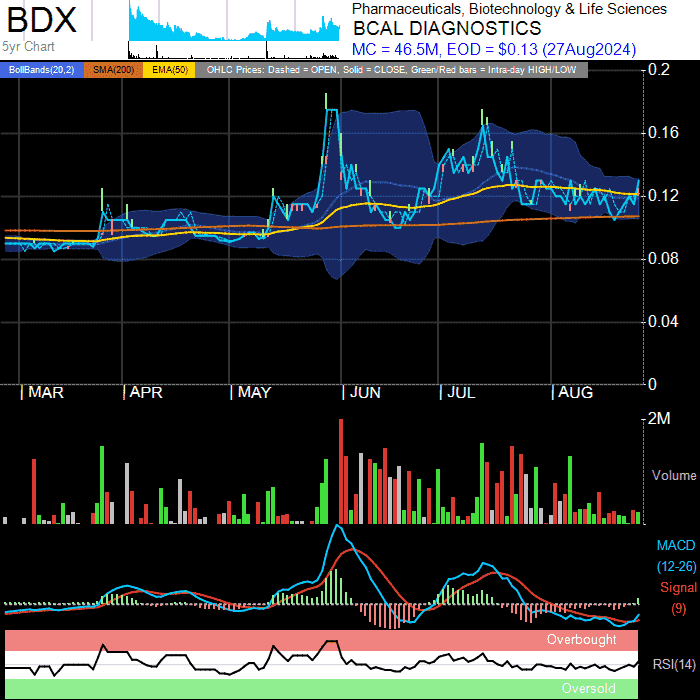 BDX
Pharmaceuticals, Biotechnology & Life Sciences
BCAL DIAGNOSTICS
5yr Chart
MC = 46.5M, EOD = $0.13 (27Aug2024)
BollBands(20,2) SMA(200) EMA(50) OHLC Prices: Dashed = OPEN, Solid = CLOSE, Green/Red bars = Intra-day HIGH/LOW
0.2
0.16
0.12
0.08
0.04
0
| MAR | APR | MAY | JUN | JUL | AUG
2M
Volume
MACD
(12-26)
Signal
(9)
Overbought
RSI(14)
Oversold